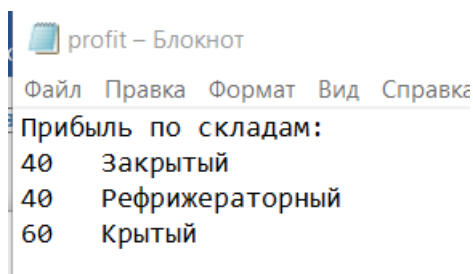 profit – Блокнот
Файл Правка Формат Вид Справка
Прибыль по складам:
40 Закрытый
40 Рефрижераторный
60 Крытый